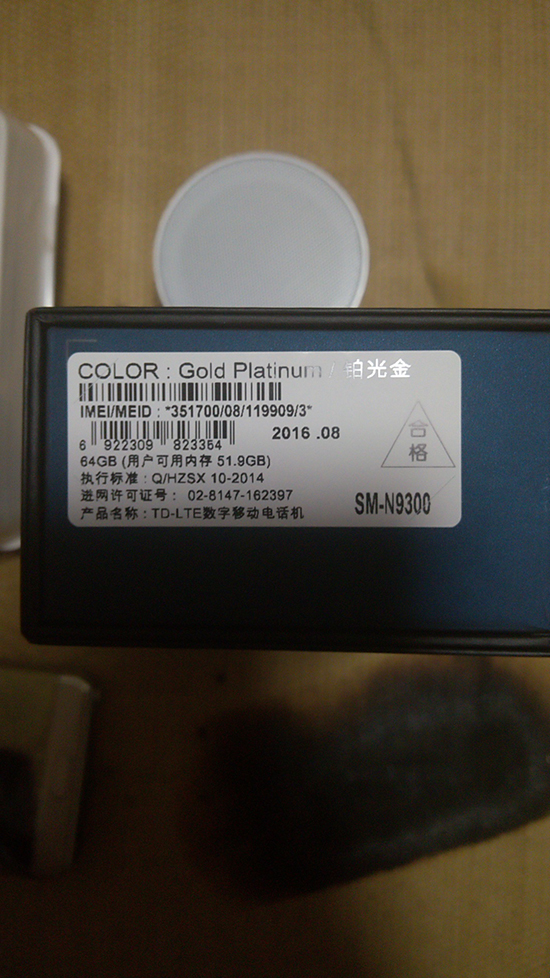 COLOR : Gold Platinum / 铂光金
IMEI/MEID : *351700/08/119909/3*
6 922309 823354
2016 .08
合格
64GB (用户可用内存 51.9GB)
执行标准 : Q/HZSX 10-2014
进网许可证号 : 02-8147-162397
产品名称 : TD-LTE数字移动电话机
SM-N9300